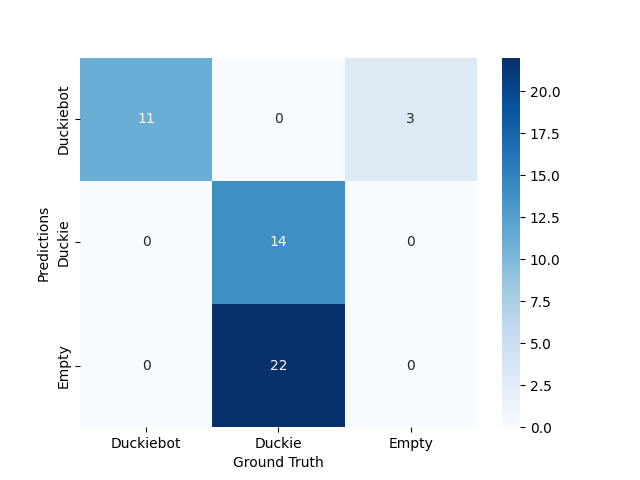 Duckiebot
11 0 3
Predictions
Duckie
0 14 0
Empty
0 22 0
Duckiebot Duckie Empty
Ground Truth
20.0
17.5
15.0
12.5
10.0
7.5
5.0
2.5
0.0